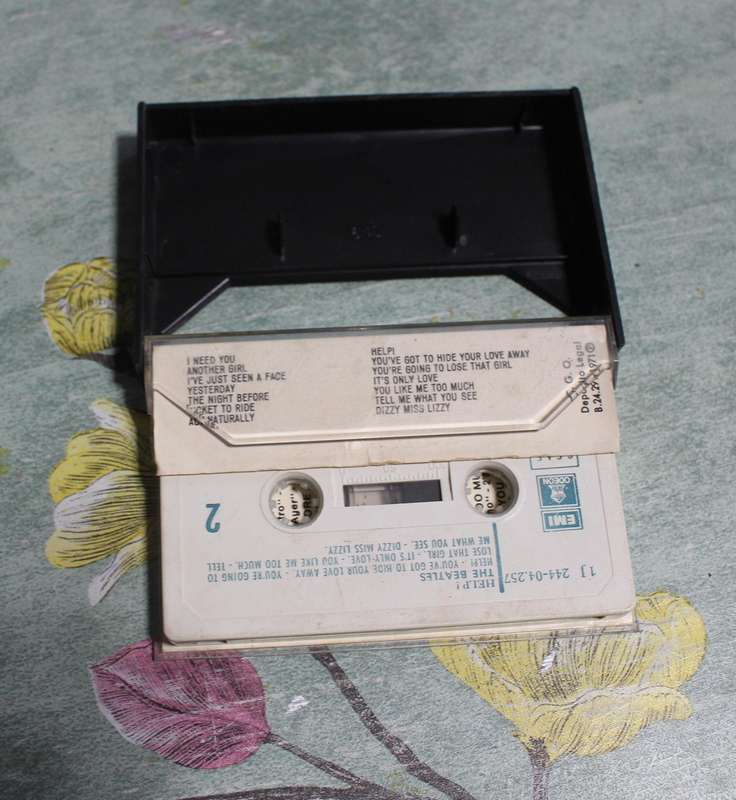 I NEED YOU
ANOTHER GIRL
I'VE JUST SEEN A FACE
YESTERDAY
THE NIGHT BEFORE
TICKET TO RIDE
ACT NATURALLY
HELP!
YOU'VE GOT TO HIDE YOUR LOVE AWAY
YOU'RE GOING TO LOSE THAT GIRL
IT'S ONLY LOVE
YOU LIKE ME TOO MUCH
TELL ME WHAT YOU SEE
DIZZY MISS LIZZY
Depósito Legal
2
EMI
ODEON
1J 244-04.257
HELP!
THE BEATLES
HELP! - YOU'VE GOT TO HIDE YOUR LOVE AWAY. - YOU'RE GOING TO
LOSE THAT GIRL - IT'S ONLY LOVE. - YOU LIKE ME TOO MUCH. - TELL
ME WHAT YOU SEE. - DIZZY MISS LIZZY.